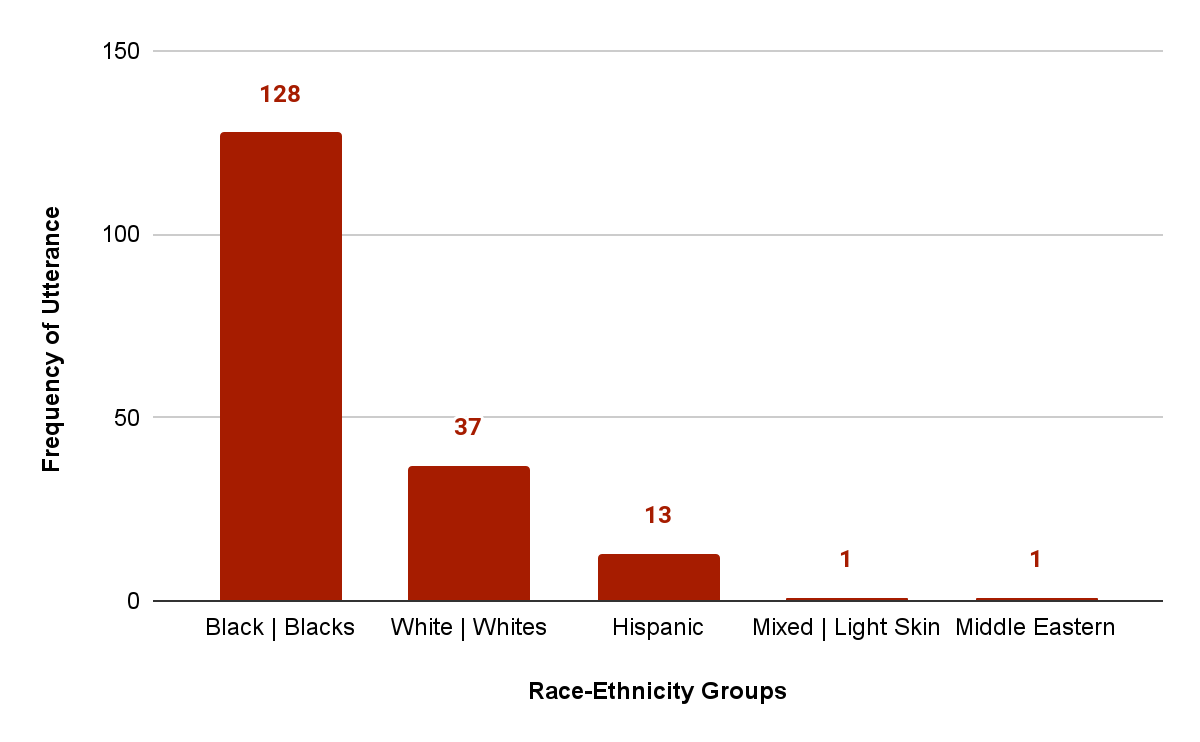 150
128
100
50
37
13
1
1
0
Black | Blacks
White | Whites
Hispanic
Mixed | Light Skin
Middle Eastern
Frequency of Utterance
Race-Ethnicity Groups